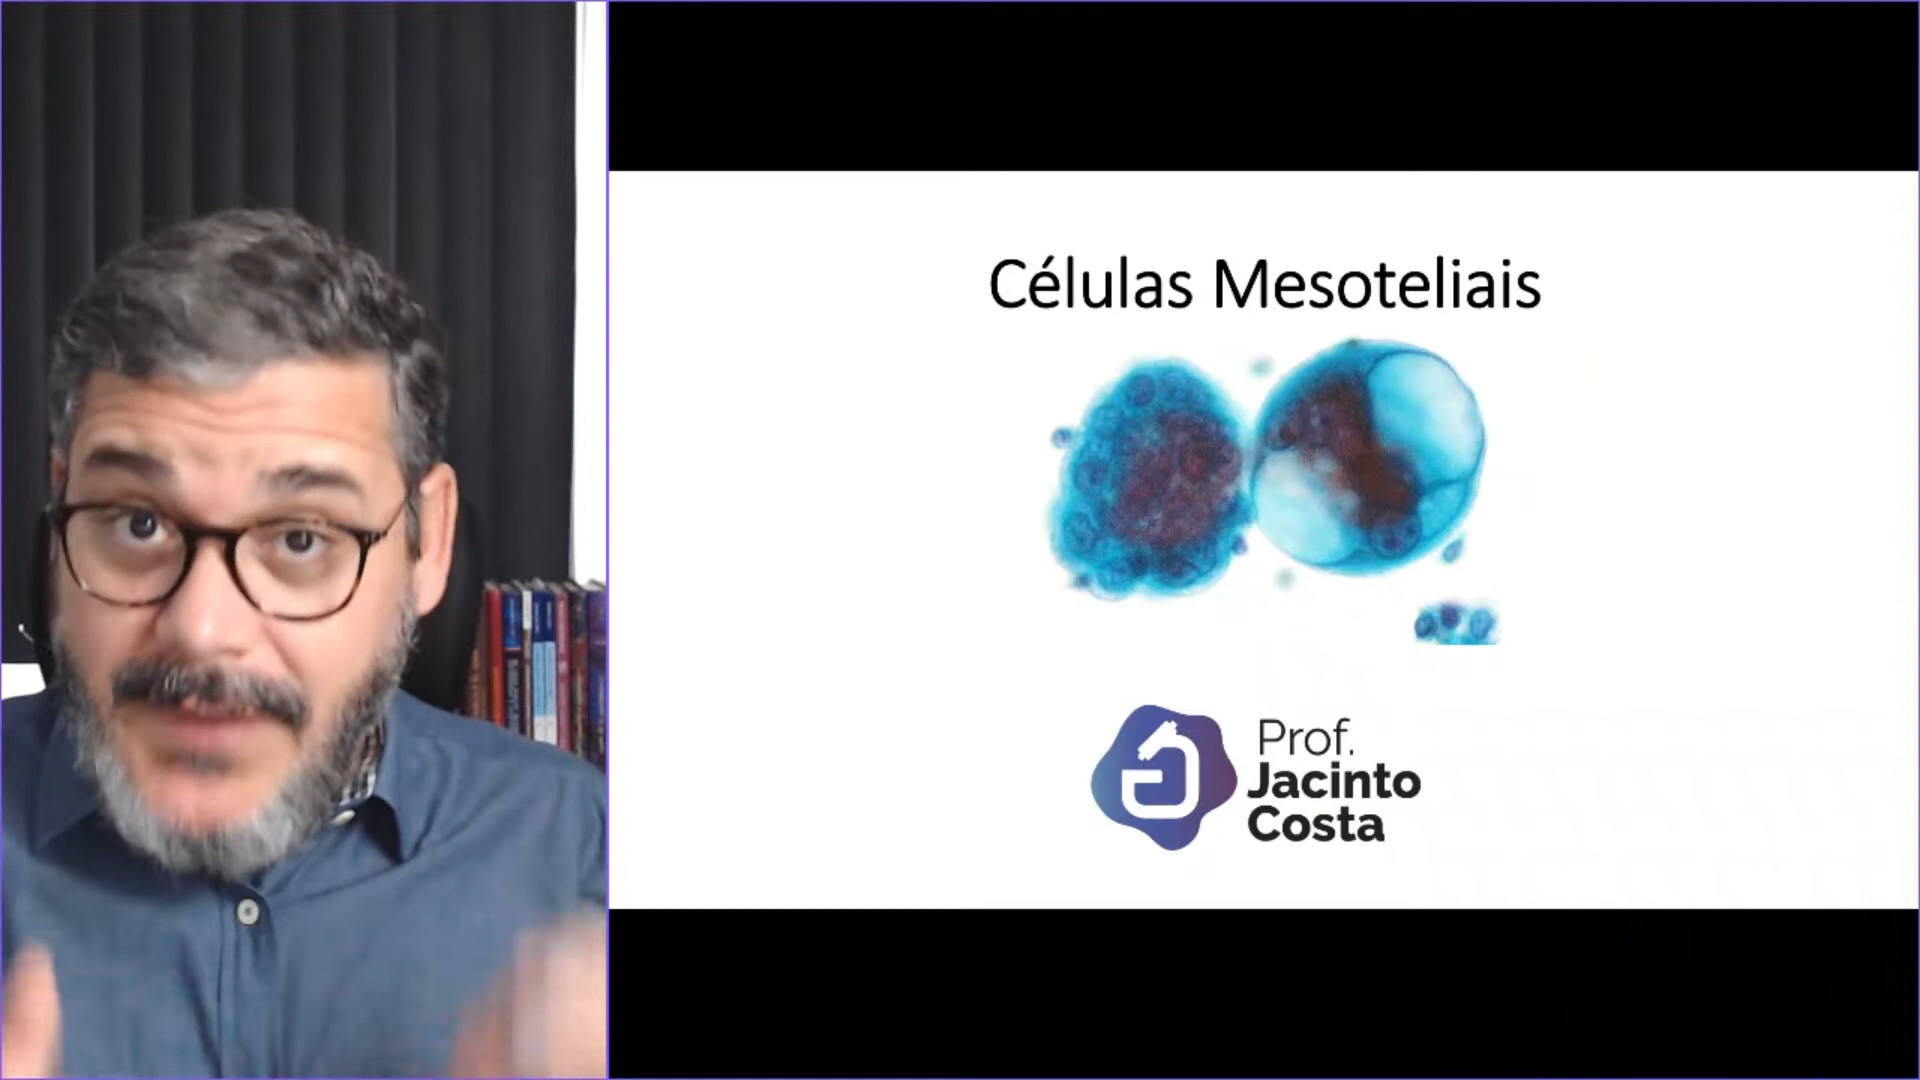 Células Mesoteliais
Prof.
Jacinto
Costa